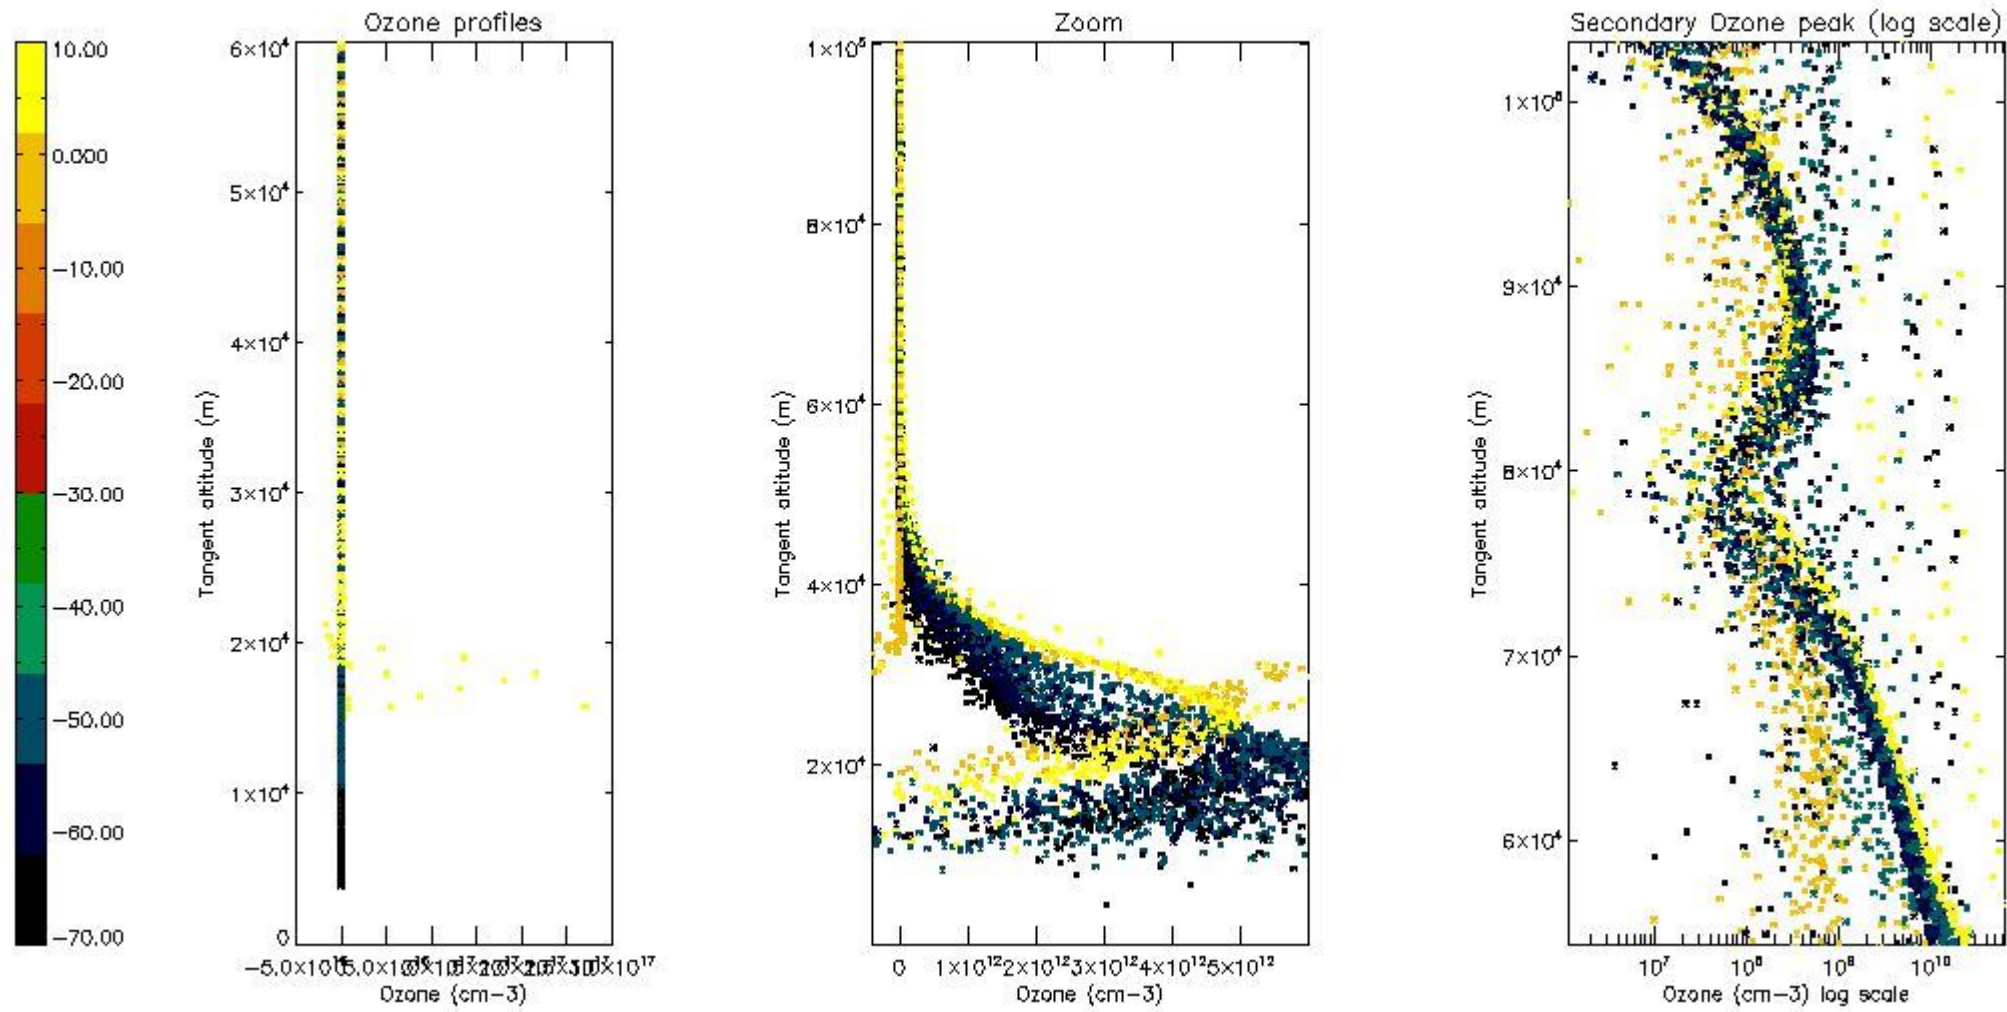 Ozone profiles
Zoom
Secondary Ozone peak (log scale)
10.00
0.000
−10.00
−20.00
−30.00
−40.00
−50.00
−60.00
−70.00
6×10⁴
5×10⁴
4×10⁴
3×10⁴
2×10⁴
1×10⁴
0
Tangent altitude (m)
Ozone (cm−3)
1×10⁵
8×10⁴
6×10⁴
4×10⁴
2×10⁴
Tangent altitude (m)
0 1×10¹² 2×10¹² 3×10¹² 4×10¹² 5×10¹²
Ozone (cm−3)
9×10⁴
8×10⁴
7×10⁴
6×10⁴
Tangent altitude (m)
10⁷ 10⁸ 10⁹ 10¹⁰
Ozone (cm−3) log scale